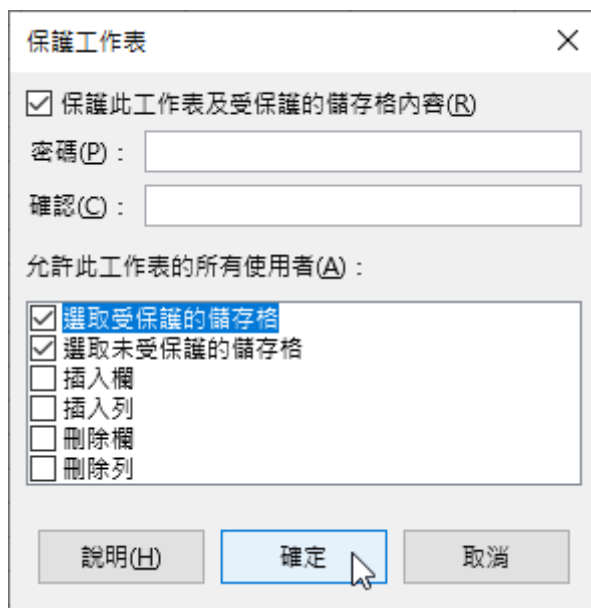 保護工作表
保護此工作表及受保護的儲存格內容(R)
密碼(P)：
確認(C)：
允許此工作表的所有使用者(A)：
選取受保護的儲存格
選取未受保護的儲存格
插入欄
插入列
刪除欄
刪除列
說明(H) 確定 取消